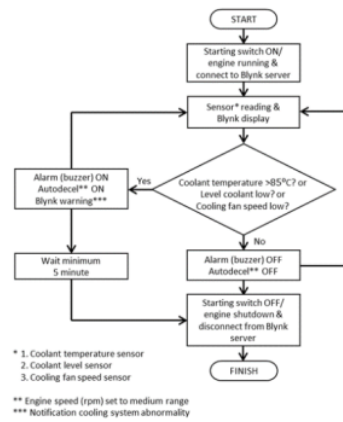 START
Starting switch ON/
engine running &
connect to Blynk server
Sensor* reading &
Blynk display
Coolant temperature >85°C? or
Level coolant low? or
Cooling fan speed low?
Yes
Alarm (buzzer) ON
Autodecel** ON
Blynk warning***
Wait minimum
5 minute
No
Alarm (buzzer) OFF
Autodecel** OFF
Starting switch OFF/
engine shutdown &
disconnect from Blynk
server
FINISH
* 1. Coolant temperature sensor
2. Coolant level sensor
3. Cooling fan speed sensor
** Engine speed (rpm) set to medium range
*** Notification cooling system abnormality